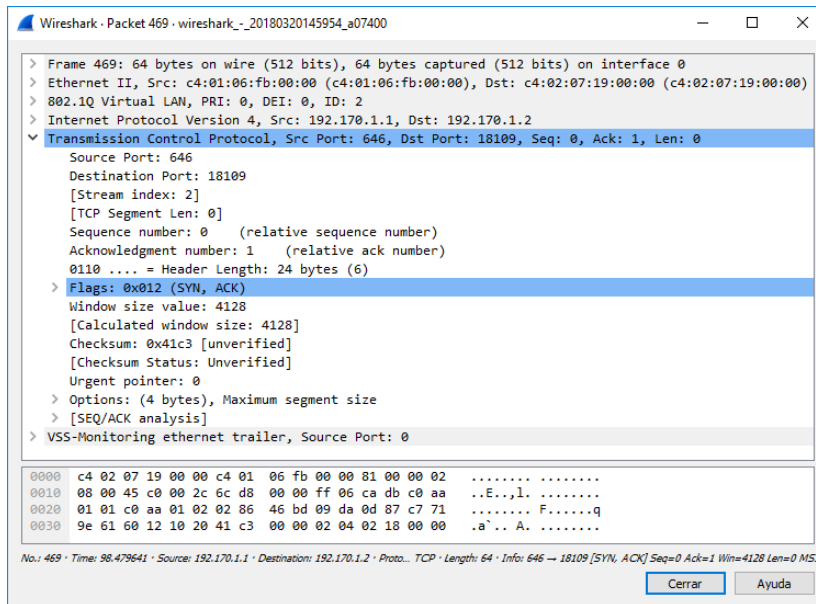 Wireshark · Packet 469 · wireshark_-_20180320145954_a07400
Frame 469: 64 bytes on wire (512 bits), 64 bytes captured (512 bits) on interface 0
Ethernet II, Src: c4:01:06:fb:00:00 (c4:01:06:fb:00:00), Dst: c4:02:07:19:00:00 (c4:02:07:19:00:00)
802.1Q Virtual LAN, PRI: 0, DEI: 0, ID: 2
Internet Protocol Version 4, Src: 192.170.1.1, Dst: 192.170.1.2
Transmission Control Protocol, Src Port: 646, Dst Port: 18109, Seq: 0, Ack: 1, Len: 0
Source Port: 646
Destination Port: 18109
[Stream index: 2]
[TCP Segment Len: 0]
Sequence number: 0    (relative sequence number)
Acknowledgment number: 1    (relative ack number)
0110 .... = Header Length: 24 bytes (6)
Flags: 0x012 (SYN, ACK)
Window size value: 4128
[Calculated window size: 4128]
Checksum: 0x41c3 [unverified]
[Checksum Status: Unverified]
Urgent pointer: 0
Options: (4 bytes), Maximum segment size
[SEQ/ACK analysis]
VSS-Monitoring ethernet trailer, Source Port: 0
0000  c4 02 07 19 00 00 c4 01  06 fb 00 00 81 00 00 02   ........ ........
0010  08 00 45 c0 00 2c 6c d8  00 00 ff 06 ca db c0 aa   ..E..,l. ........
0020  01 01 c0 aa 01 02 02 86  46 bd 09 da 0d 87 c7 71   ........ F......q
0030  9e 61 60 12 10 20 41 c3  00 00 02 04 02 18 00 00   .a`.. A. ........
No.: 469 · Time: 98.479641 · Source: 192.170.1.1 · Destination: 192.170.1.2 · Proto... TCP · Length: 64 · Info: 646 → 18109 [SYN, ACK] Seq=0 Ack=1 Win=4128 Len=0 MS
Cerrar Ayuda